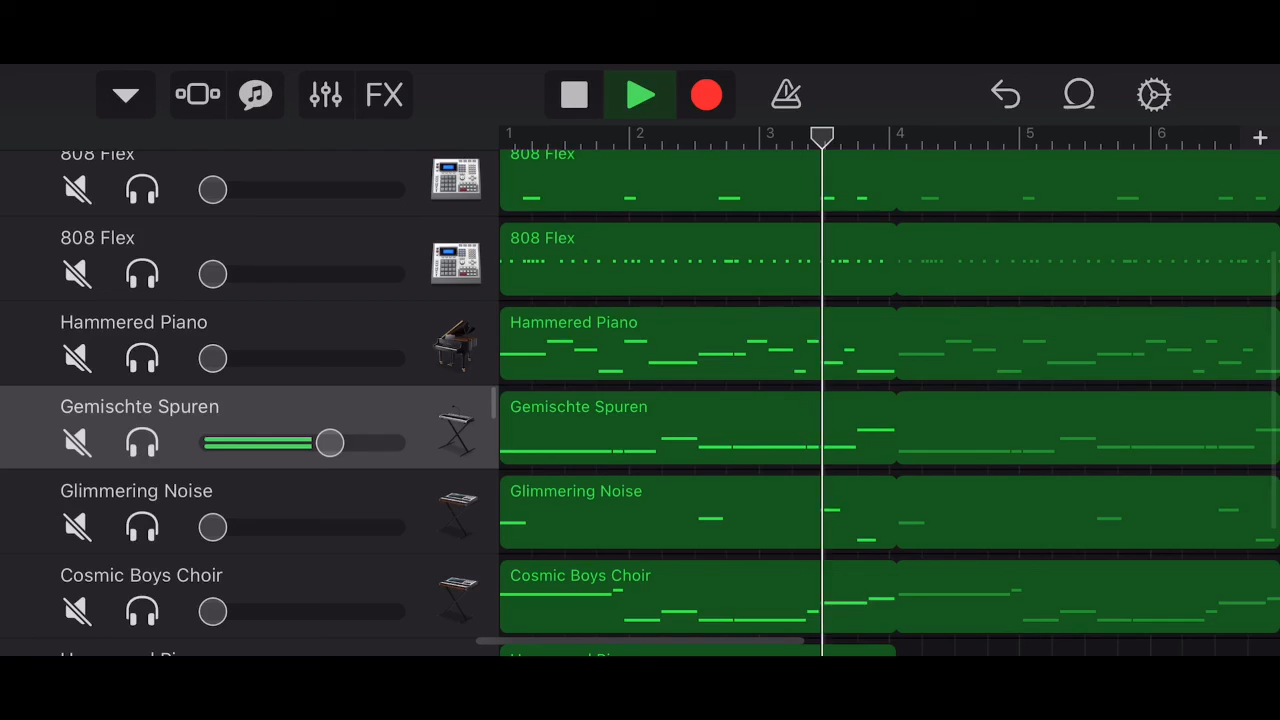 FX
1 2 3 4 5 6
808 Flex
808 Flex
808 Flex
808 Flex
Hammered Piano
Hammered Piano
Gemischte Spuren
Gemischte Spuren
Glimmering Noise
Glimmering Noise
Cosmic Boys Choir
Cosmic Boys Choir